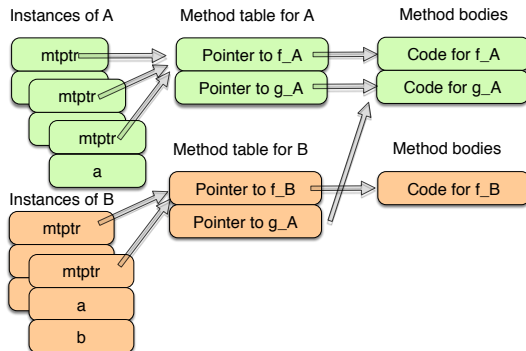 Instances of A
Method table for A
Method bodies
mtptr
Pointer to f_A
Code for f_A
mtptr
Pointer to g_A
Code for g_A
mtptr
a
Method table for B
Method bodies
Instances of B
Pointer to f_B
Code for f_B
mtptr
Pointer to g_A
mtptr
a
b